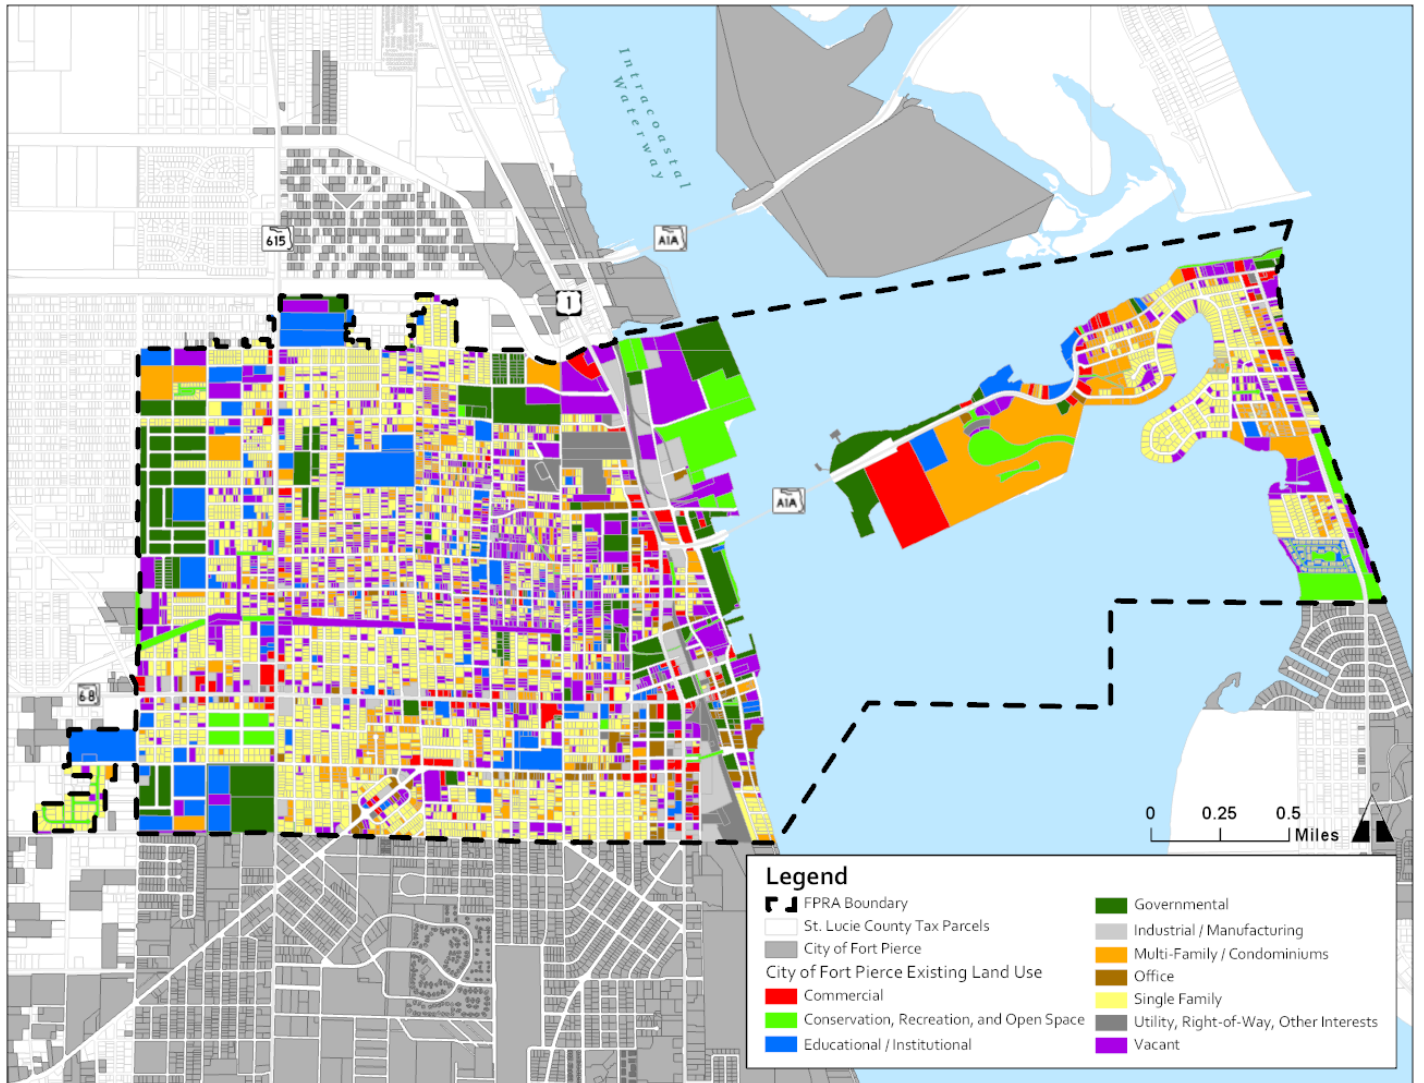 Intracoastal
Waterway
615
A1A
1
A1A
68
0 0.25 0.5
Miles
Legend
FPRA Boundary
St. Lucie County Tax Parcels
City of Fort Pierce
City of Fort Pierce Existing Land Use
Commercial
Conservation, Recreation, and Open Space
Educational / Institutional
Governmental
Industrial / Manufacturing
Multi-Family / Condominiums
Office
Single Family
Utility, Right-of-Way, Other Interests
Vacant